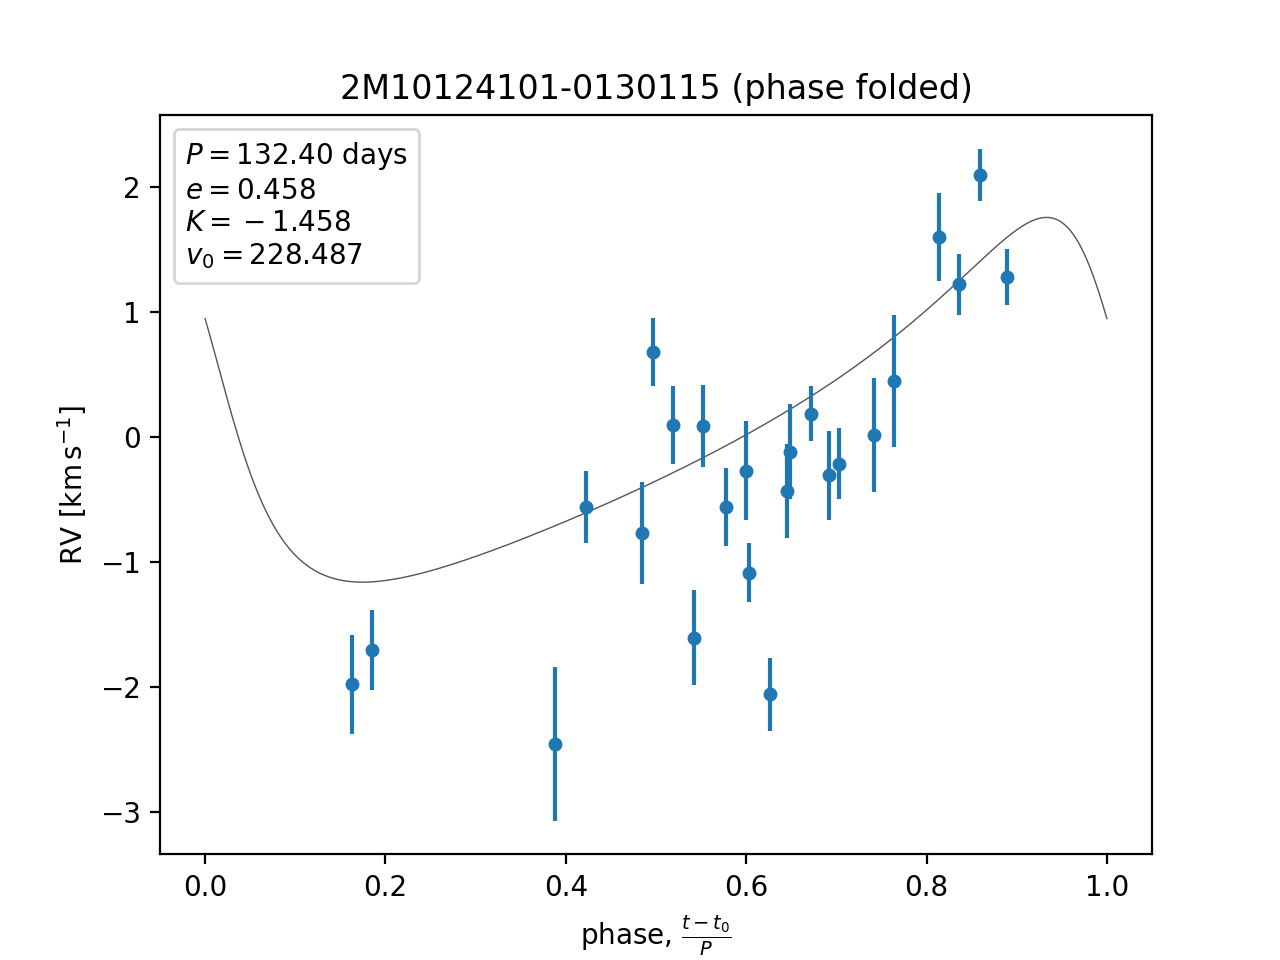 2M10124101-0130115 (phase folded)
P = 132.40 days
e = 0.458
K = −1.458
v₀ = 228.487
RV [km s⁻¹]
2
1
0
−1
−2
−3
0.0 0.2 0.4 0.6 0.8 1.0
phase, (t − t₀)/P